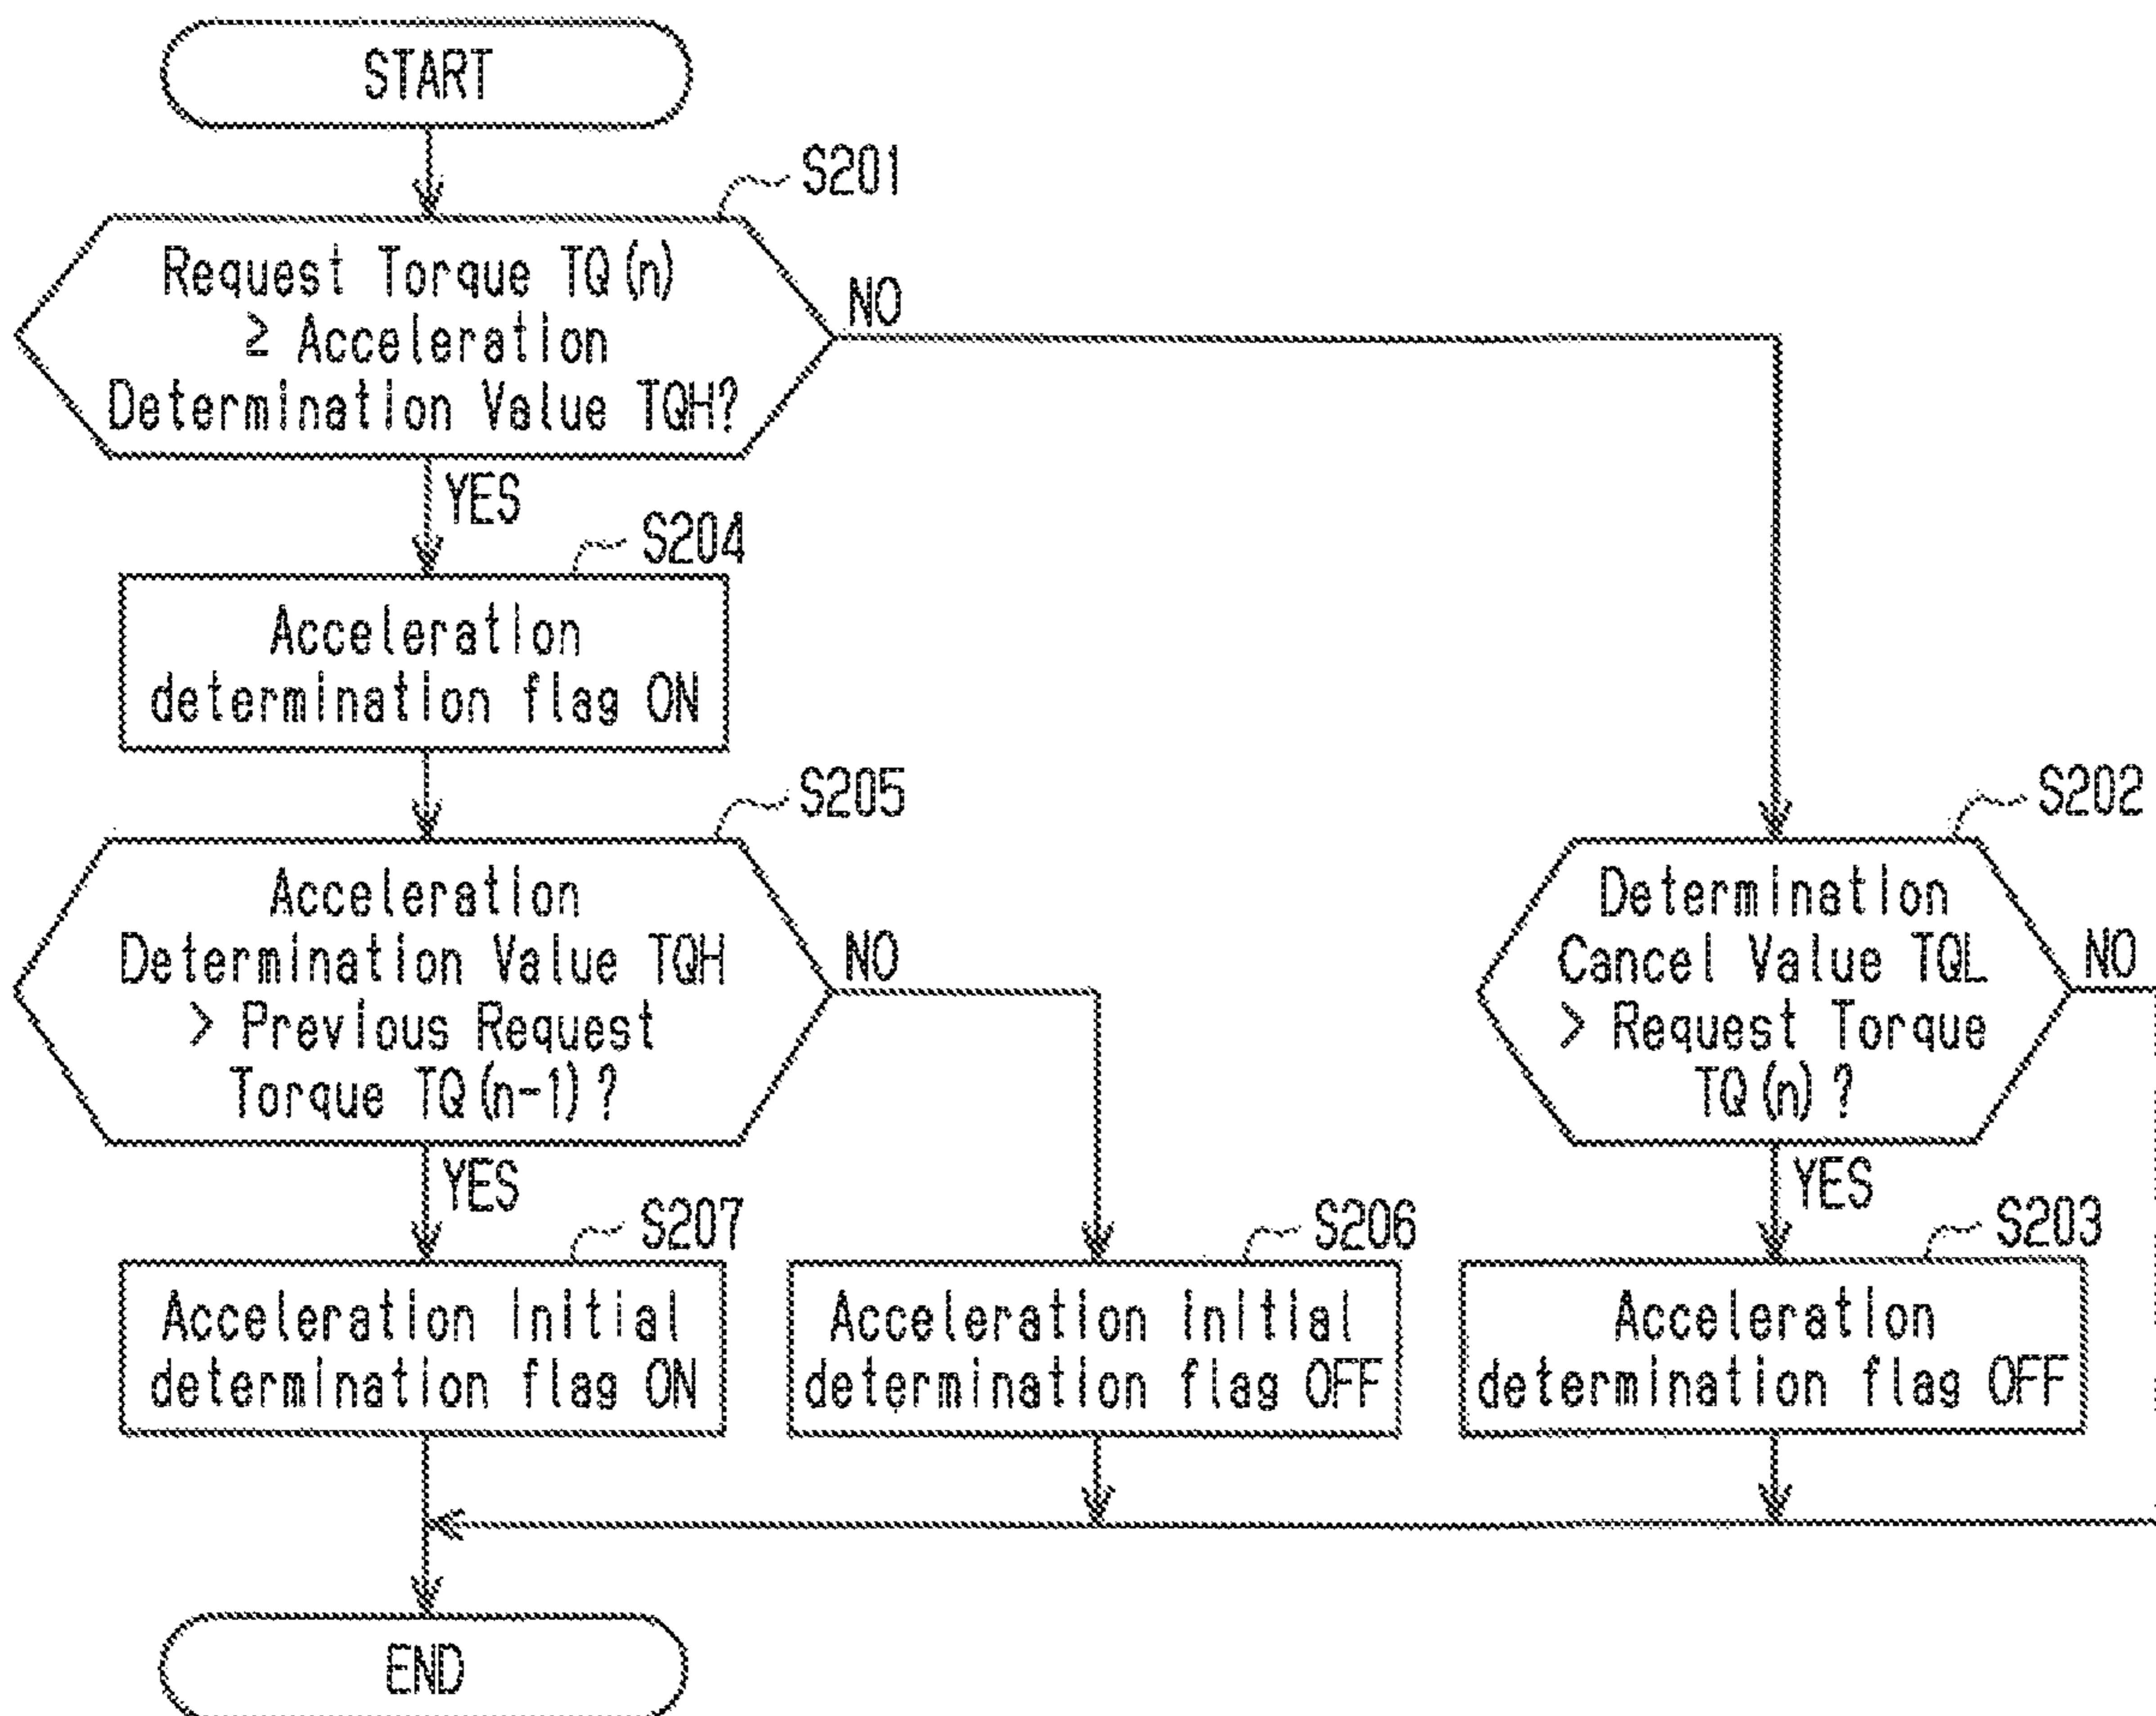 START
S201
Request Torque TQ(n)
≥ Acceleration
Determination Value TQH?
NO
YES
S204
Acceleration
determination flag ON
S205
Acceleration
Determination Value TQH
> Previous Request
Torque TQ(n-1)?
NO
YES
S202
Determination
Cancel Value TQL
> Request Torque
TQ(n)?
NO
YES
S207
Acceleration initial
determination flag ON
S206
Acceleration initial
determination flag OFF
S203
Acceleration
determination flag OFF
END